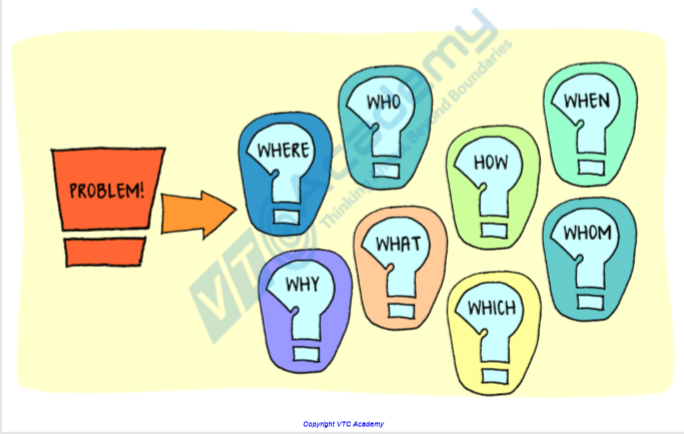 PROBLEM!
WHERE
WHO
WHEN
HOW
WHAT
WHOM
WHY
WHICH
VTC Academy
Thinking Beyond Boundaries
Copyright VTC Academy